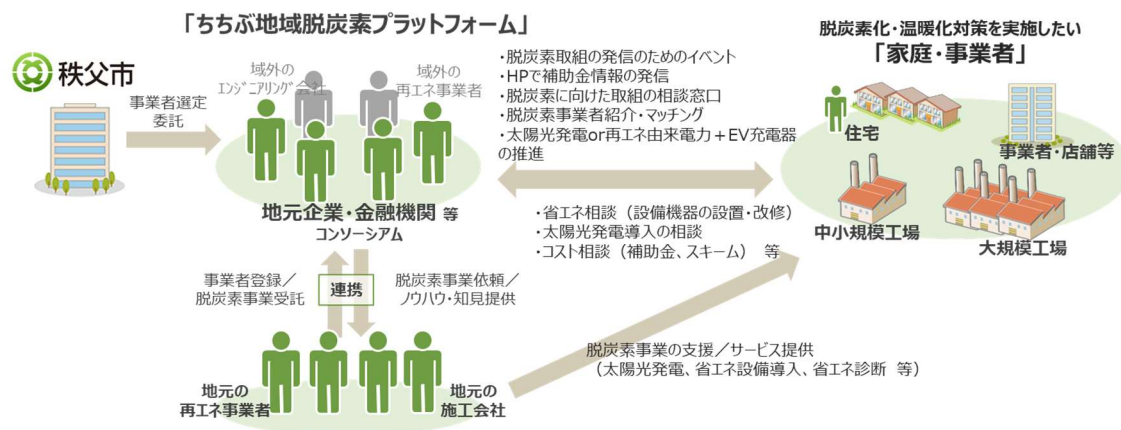 「ちちぶ地域脱炭素プラットフォーム」
秩父市
事業者選定
委託
域外の
エンジニアリング会社
域外の
再エネ事業者
地元企業・金融機関 等
コンソーシアム
・脱炭素取組の発信のためのイベント
・HPで補助金情報の発信
・脱炭素に向けた取組の相談窓口
・脱炭素事業者紹介・マッチング
・太陽光発電or再エネ由来電力＋EV充電器
の推進
・省エネ相談（設備機器の設置・改修）
・太陽光発電導入の相談
・コスト相談（補助金、スキーム） 等
脱炭素化・温暖化対策を実施したい
「家庭・事業者」
住宅
事業者・店舗等
中小規模工場
大規模工場
事業者登録／
脱炭素事業受託
連携
脱炭素事業依頼／
ノウハウ・知見提供
地元の
再エネ事業者
地元の
施工会社
脱炭素事業の支援／サービス提供
（太陽光発電、省エネ設備導入、省エネ診断 等）